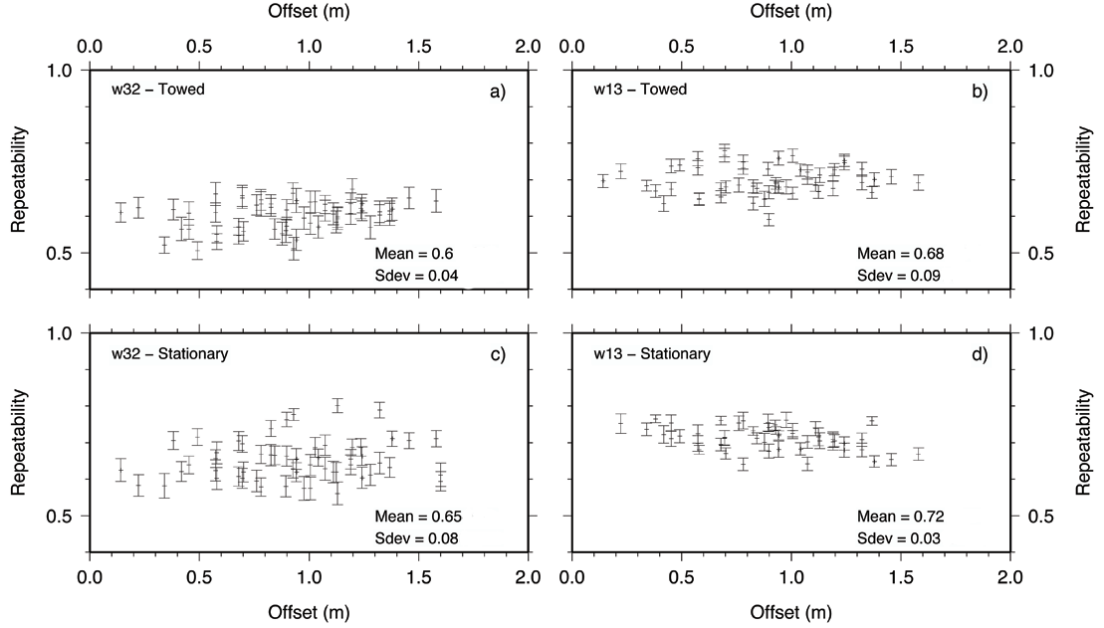 Offset (m) Offset (m)
0.0 0.5 1.0 1.5 2.0 0.0 0.5 1.0 1.5 2.0
1.0 1.0
w32 – Towed a) w13 – Towed b)
Repeatability Repeatability
0.5 0.5
Mean = 0.6 Mean = 0.68
Sdev = 0.04 Sdev = 0.09
1.0 1.0
w32 – Stationary c) w13 – Stationary d)
Repeatability Repeatability
0.5 0.5
Mean = 0.65 Mean = 0.72
Sdev = 0.08 Sdev = 0.03
0.0 0.5 1.0 1.5 2.0 0.0 0.5 1.0 1.5 2.0
Offset (m) Offset (m)